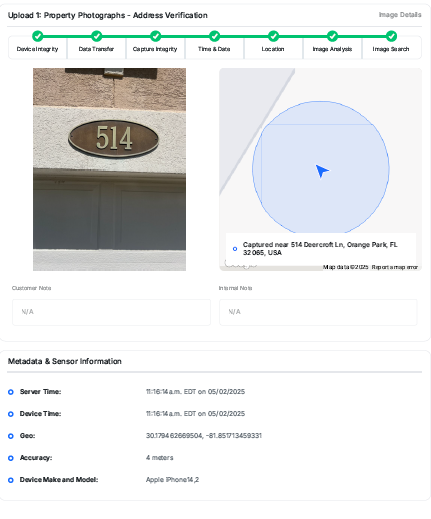 Upload 1: Property Photographs - Address Verification
Image Details
Device Integrity
Data Transfer
Capture Integrity
Time & Date
Location
Image Analysis
Image Search
514
Captured near 514 Deercroft Ln, Orange Park, FL
32065, USA
Map data ©2025 Report a map error
Customer Note
Internal Note
N/A
N/A
Metadata & Sensor Information
Server Time:
11:16:14 a.m. EDT on 05/02/2025
Device Time:
11:16:14 a.m. EDT on 05/02/2025
Geo:
30.179462669504, -81.851713459331
Accuracy:
4 meters
Device Make and Model:
Apple iPhone14,2